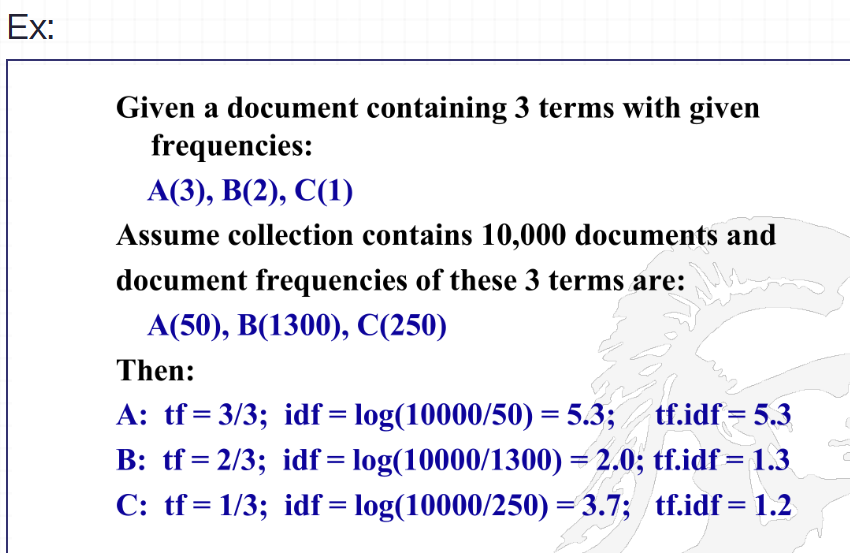 Ex:
Given a document containing 3 terms with given
frequencies:
A(3), B(2), C(1)
Assume collection contains 10,000 documents and
document frequencies of these 3 terms are:
A(50), B(1300), C(250)
Then:
A: tf = 3/3; idf = log(10000/50) = 5.3; tf.idf = 5.3
B: tf = 2/3; idf = log(10000/1300) = 2.0; tf.idf = 1.3
C: tf = 1/3; idf = log(10000/250) = 3.7; tf.idf = 1.2